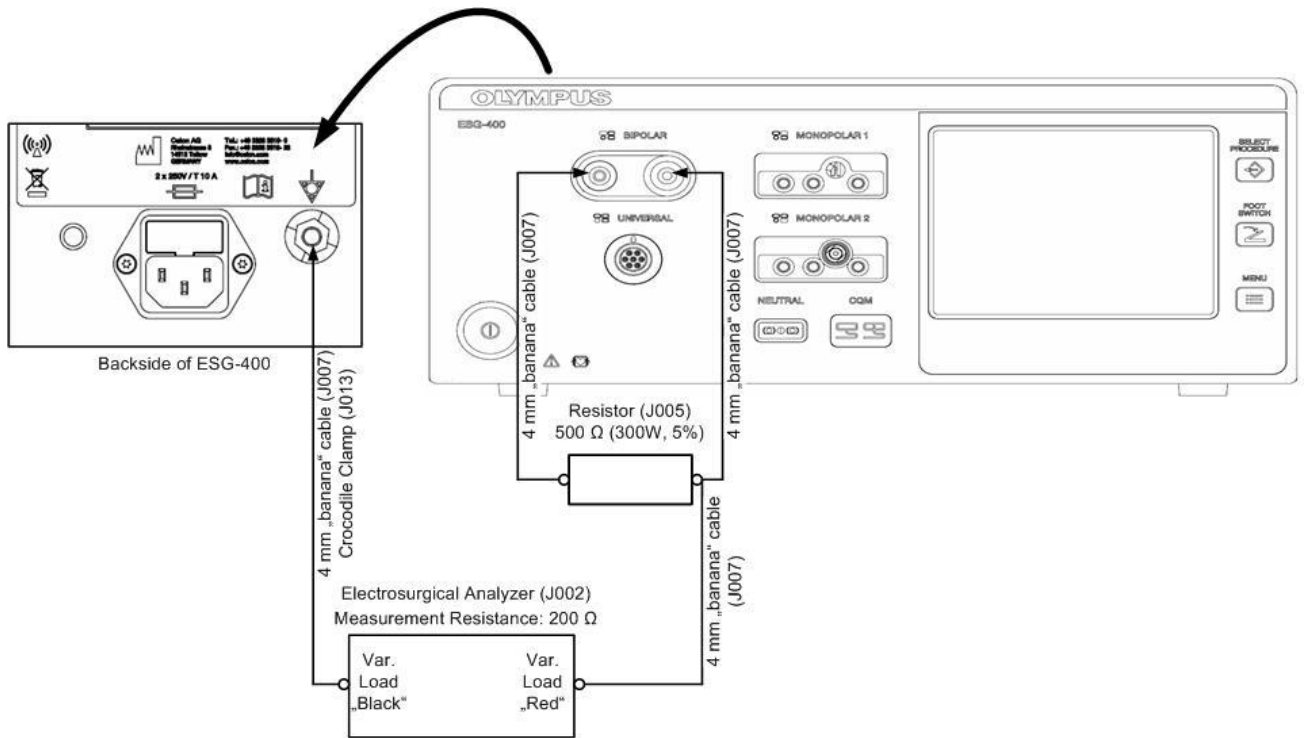 OLYMPUS
ESG-400
BIPOLAR
MONOPOLAR 1
SELECT
PROCEDURE
UNIVERSAL
MONOPOLAR 2
FOOT
SWITCH
NEUTRAL
CQM
MENU
Celon AG
GERMANY
2 x 250V / T 10 A
Backside of ESG-400
4 mm „banana“ cable (J007)
Crocodile Clamp (J013)
4 mm „banana“ cable (J007)
4 mm „banana“ cable (J007)
Resistor (J005)
500 Ω (300W, 5%)
4 mm „banana“ cable
(J007)
Electrosurgical Analyzer (J002)
Measurement Resistance: 200 Ω
Var.
Load
„Black“
Var.
Load
„Red“